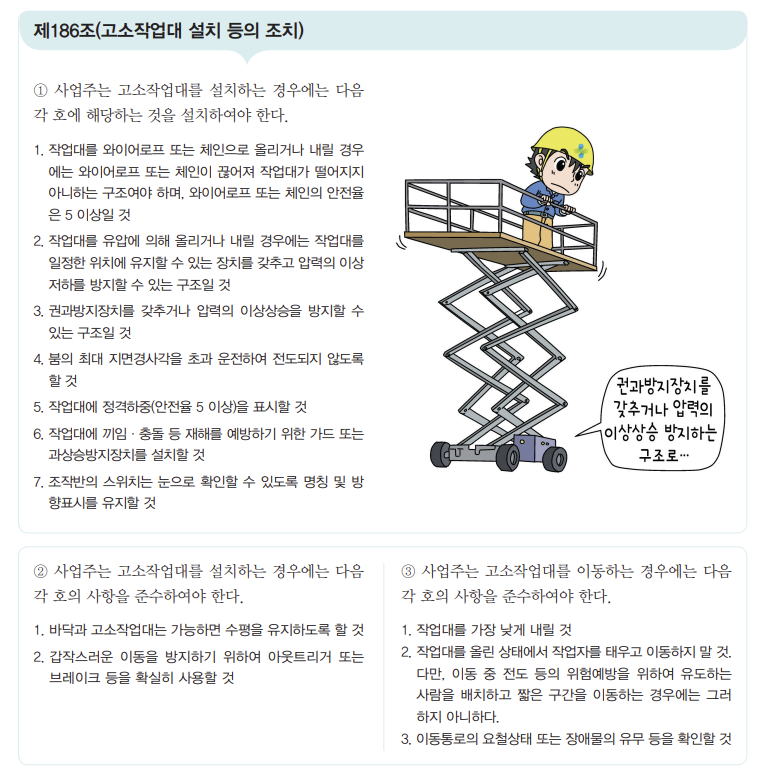 제186조(고소작업대 설치 등의 조치)
① 사업주는 고소작업대를 설치하는 경우에는 다음
각 호에 해당하는 것을 설치하여야 한다.
1. 작업대를 와이어로프 또는 체인으로 올리거나 내릴 경우
에는 와이어로프 또는 체인이 끊어져 작업대가 떨어지지
아니하는 구조여야 하며, 와이어로프 또는 체인의 안전율
은 5 이상일 것
2. 작업대를 유압에 의해 올리거나 내릴 경우에는 작업대를
일정한 위치에 유지할 수 있는 장치를 갖추고 압력의 이상
저하를 방지할 수 있는 구조일 것
3. 권과방지장치를 갖추거나 압력의 이상상승을 방지할 수
있는 구조일 것
4. 붐의 최대 지면경사각을 초과 운전하여 전도되지 않도록
할 것
5. 작업대에 정격하중(안전율 5 이상)을 표시할 것
6. 작업대에 끼임·충돌 등 재해를 예방하기 위한 가드 또는
과상승방지장치를 설치할 것
7. 조작반의 스위치는 눈으로 확인할 수 있도록 명칭 및 방
향표시를 유지할 것
권과방지장치를
갖추거나 압력의
이상상승 방지하는
구조로…
② 사업주는 고소작업대를 설치하는 경우에는 다음
각 호의 사항을 준수하여야 한다.
1. 바닥과 고소작업대는 가능하면 수평을 유지하도록 할 것
2. 갑작스러운 이동을 방지하기 위하여 아웃트리거 또는
브레이크 등을 확실히 사용할 것
③ 사업주는 고소작업대를 이동하는 경우에는 다음
각 호의 사항을 준수하여야 한다.
1. 작업대를 가장 낮게 내릴 것
2. 작업대를 올린 상태에서 작업자를 태우고 이동하지 말 것.
다만, 이동 중 전도 등의 위험예방을 위하여 유도하는
사람을 배치하고 짧은 구간을 이동하는 경우에는 그러
하지 아니하다.
3. 이동통로의 요철상태 또는 장애물의 유무 등을 확인할 것